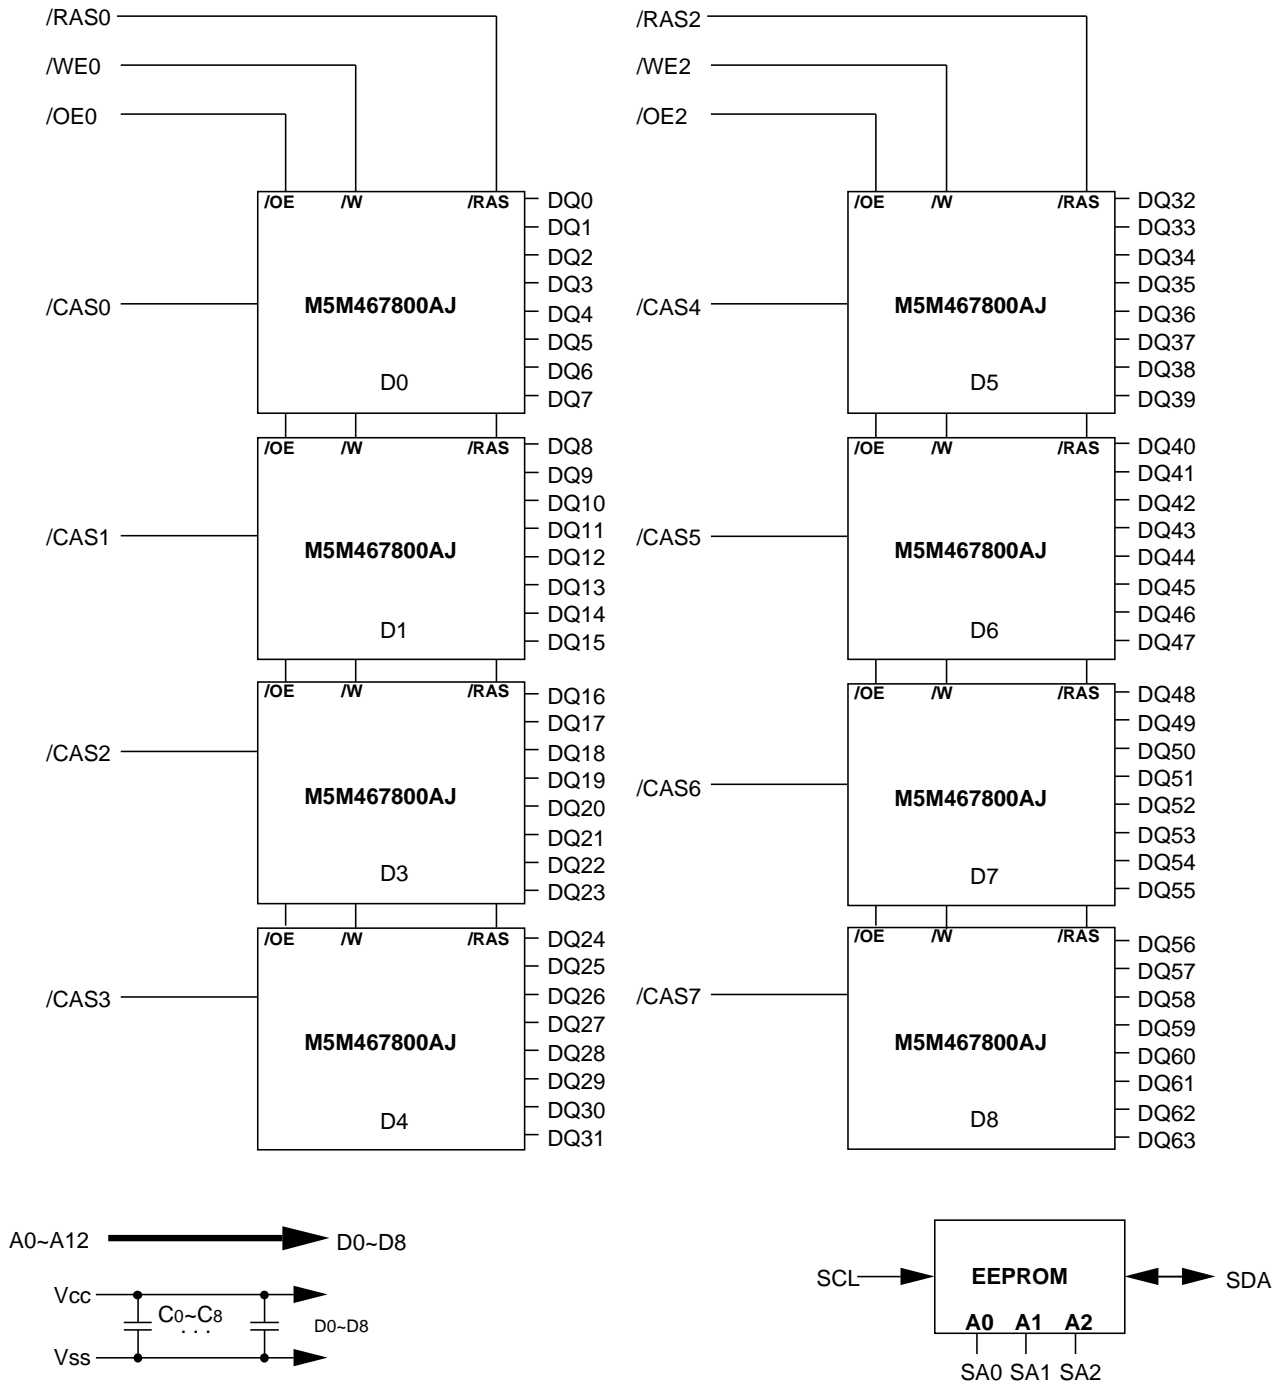 /RAS0
/WE0
/OE0
/OE /W /RAS
/CAS0
M5M467800AJ
D0
DQ0
DQ1
DQ2
DQ3
DQ4
DQ5
DQ6
DQ7
/OE /W /RAS
/CAS1
M5M467800AJ
D1
DQ8
DQ9
DQ10
DQ11
DQ12
DQ13
DQ14
DQ15
/OE /W /RAS
/CAS2
M5M467800AJ
D3
DQ16
DQ17
DQ18
DQ19
DQ20
DQ21
DQ22
DQ23
/OE /W /RAS
/CAS3
M5M467800AJ
D4
DQ24
DQ25
DQ26
DQ27
DQ28
DQ29
DQ30
DQ31
/RAS2
/WE2
/OE2
/OE /W /RAS
/CAS4
M5M467800AJ
D5
DQ32
DQ33
DQ34
DQ35
DQ36
DQ37
DQ38
DQ39
/OE /W /RAS
/CAS5
M5M467800AJ
D6
DQ40
DQ41
DQ42
DQ43
DQ44
DQ45
DQ46
DQ47
/OE /W /RAS
/CAS6
M5M467800AJ
D7
DQ48
DQ49
DQ50
DQ51
DQ52
DQ53
DQ54
DQ55
/OE /W /RAS
/CAS7
M5M467800AJ
D8
DQ56
DQ57
DQ58
DQ59
DQ60
DQ61
DQ62
DQ63
A0~A12 D0~D8
Vcc
C0~C8
. . .
D0~D8
Vss
SCL EEPROM SDA
A0 A1 A2
SA0 SA1 SA2